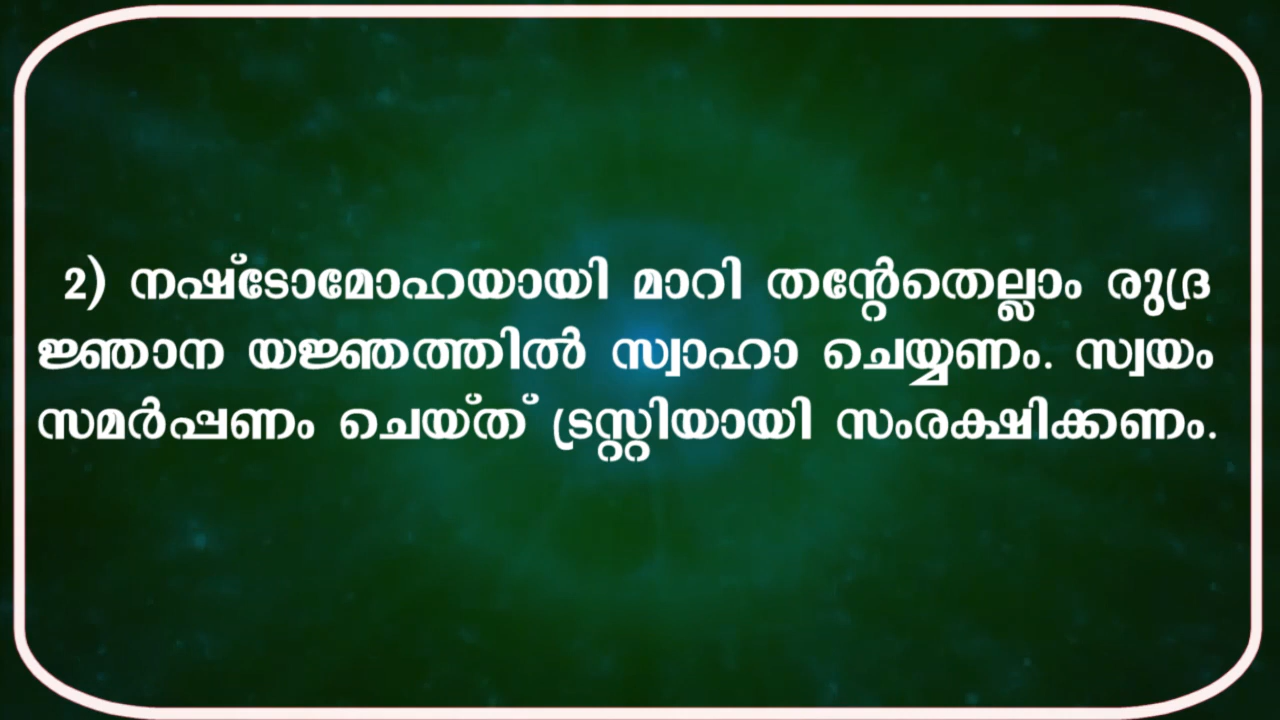 2) നഷ്ടോമോഹയായി മാറി തന്റേതെല്ലാം രുദ്ര
ജ്ഞാന യജ്ഞത്തിൽ സ്വാഹാ ചെയ്യണം. സ്വയം
സമർപ്പണം ചെയ്ത് ട്രസ്റ്റിയായി സംരക്ഷിക്കണം.